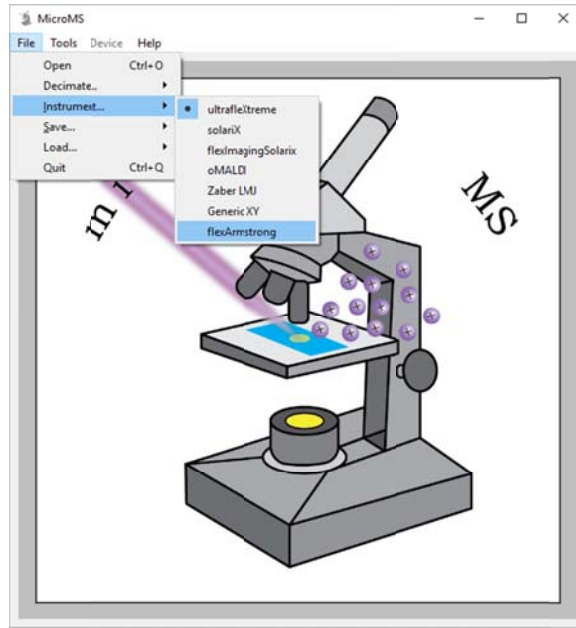 MicroMS
File Tools Device Help
Open Ctrl+O
Decimate..
Instrument...
Save...
Load...
Quit Ctrl+Q
ultrafleXtreme
solariX
flexImagingSolarix
oMALDI
Zaber LMJ
Generic XY
flexArmstrong
m i
MS